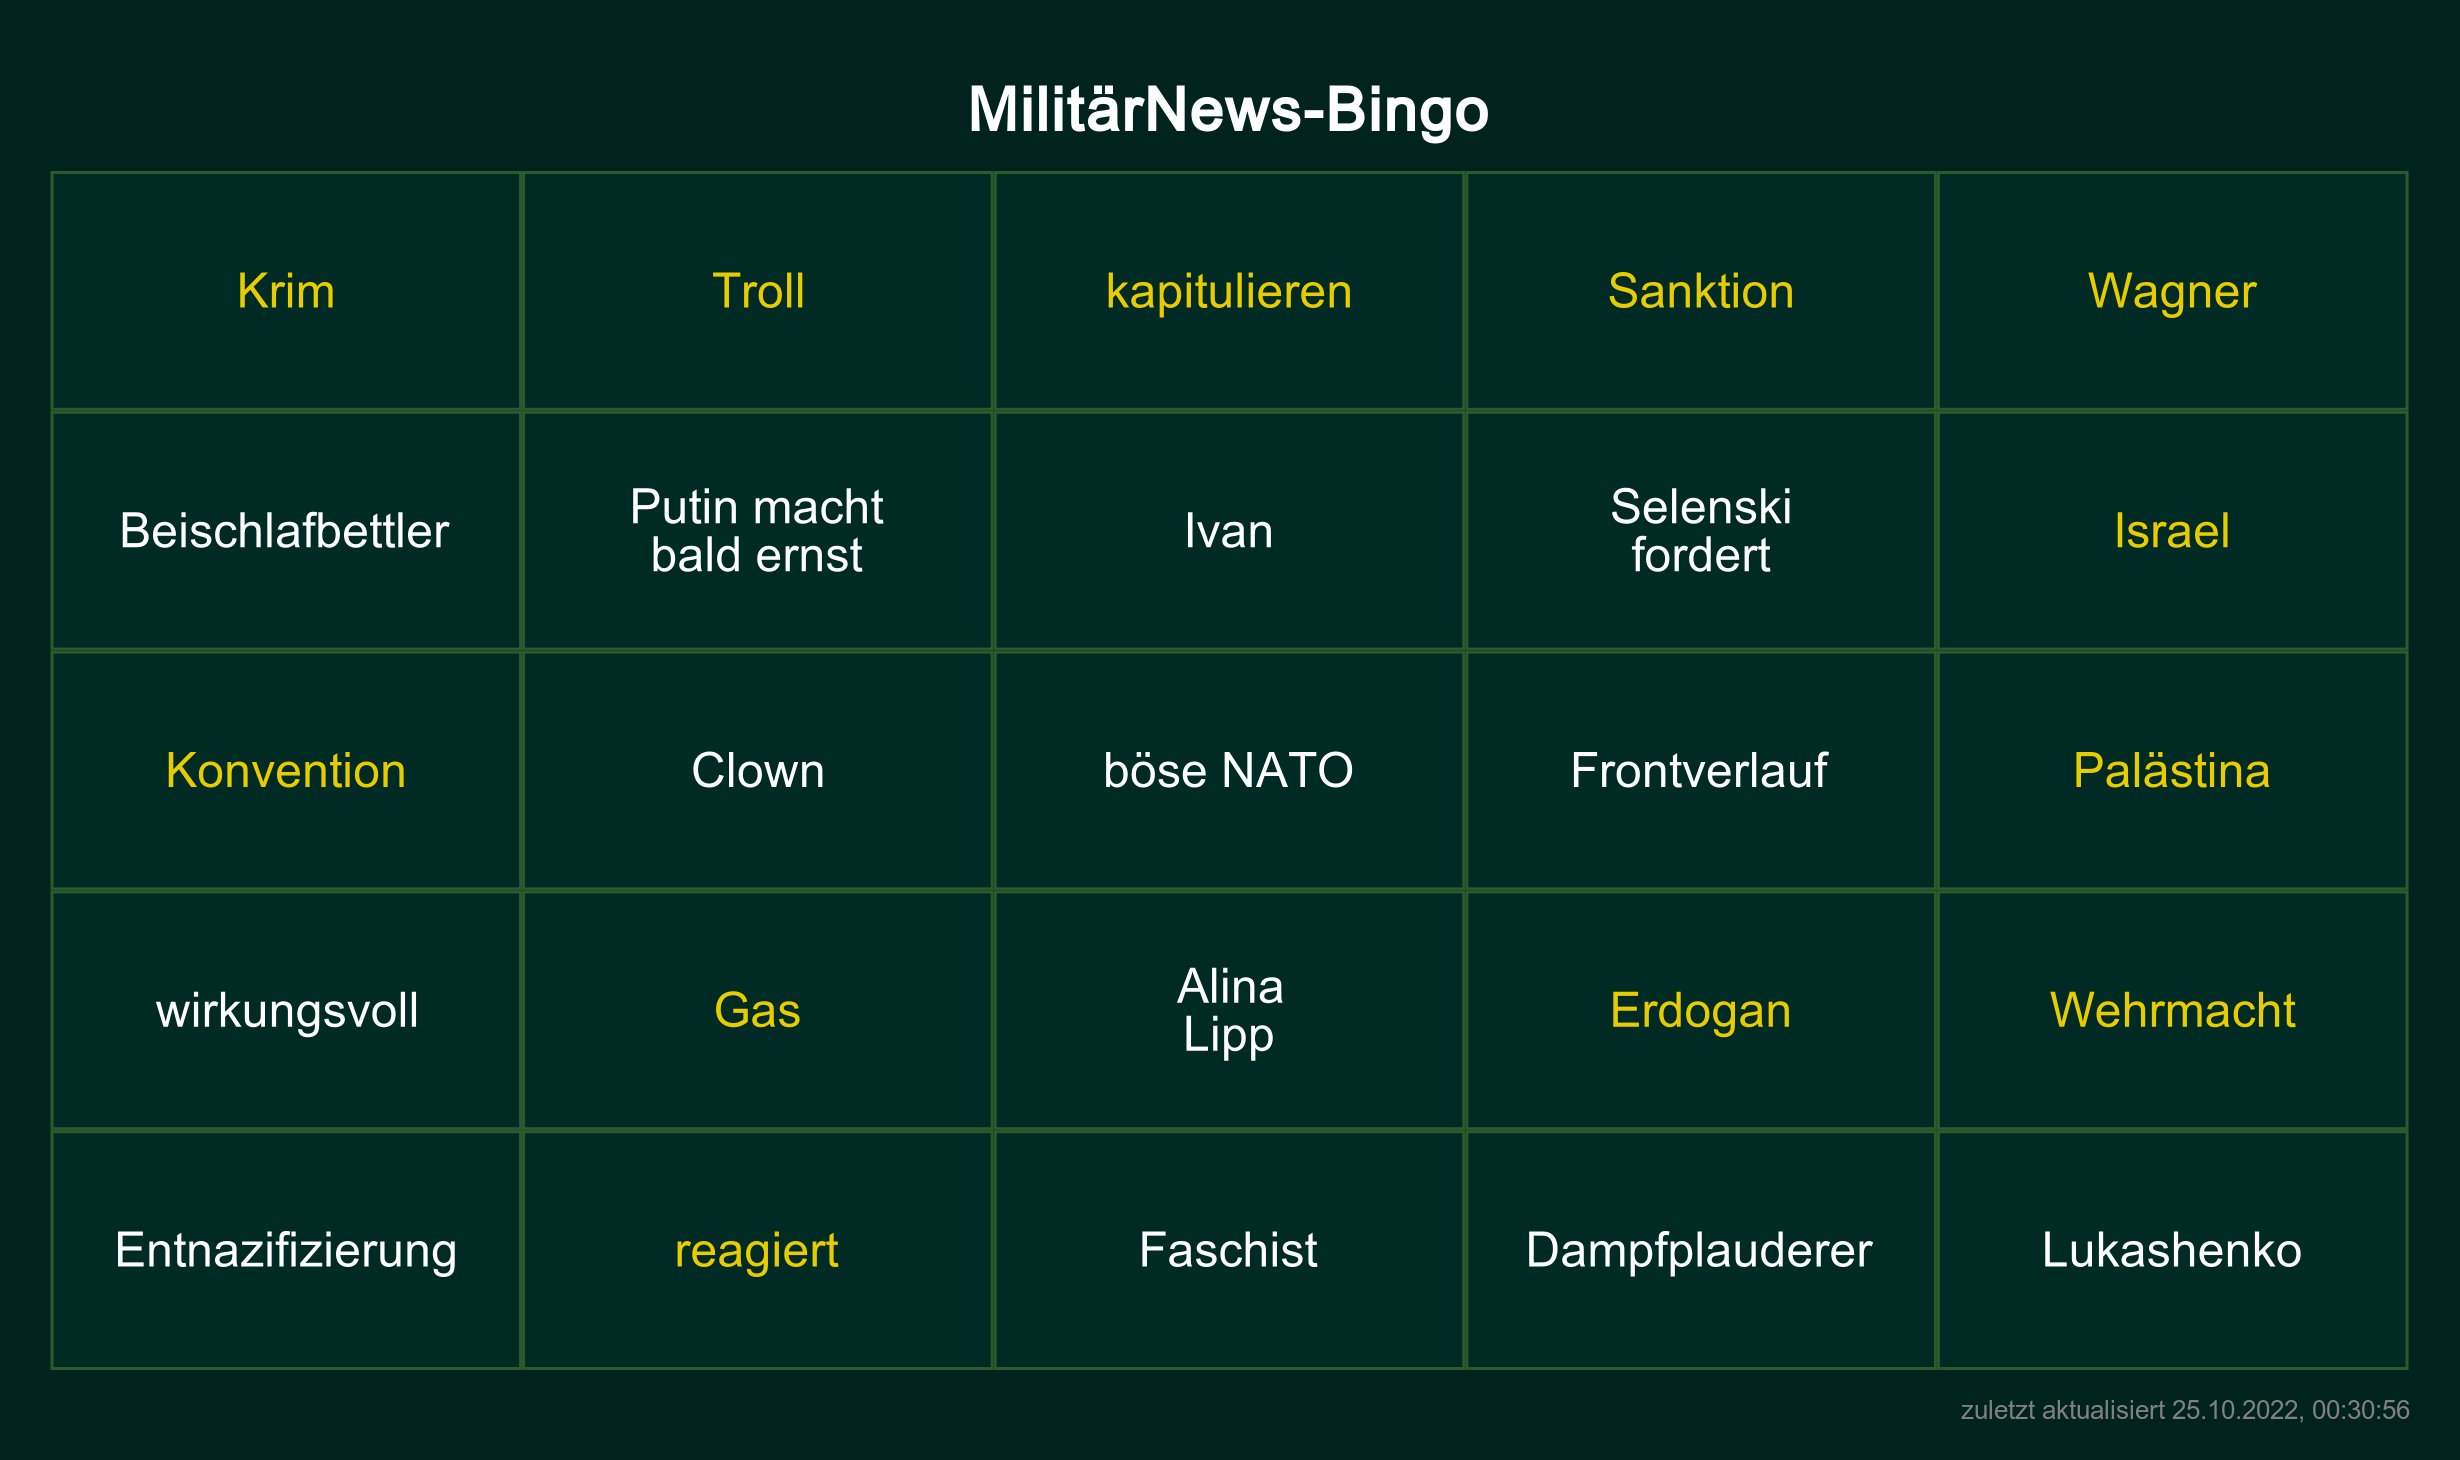 MilitärNews-Bingo
Krim
Troll
kapitulieren
Sanktion
Wagner
Beischlafbettler
Putin macht
bald ernst
Ivan
Selenski
fordert
Israel
Konvention
Clown
böse NATO
Frontverlauf
Palästina
wirkungsvoll
Gas
Alina
Lipp
Erdogan
Wehrmacht
Entnazifizierung
reagiert
Faschist
Dampfplauderer
Lukashenko
zuletzt aktualisiert 25.10.2022, 00:30:56